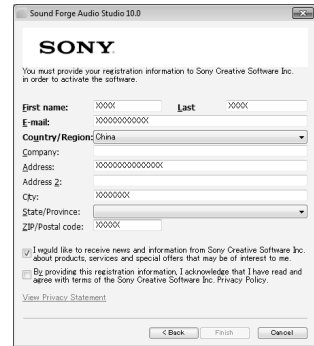 Sound Forge Audio Studio 10.0
SONY
You must provide your registration information to Sony Creative Software Inc.
in order to activate the software.
First name: XXXX Last XXXX
E-mail: XXXXXXXXXXX
Country/Region: China
Company:
Address: XXXXXXXXXXXXX
Address 2:
City: XXXXXXX
State/Province:
ZIP/Postal code: XXXXX
I would like to receive news and information from Sony Creative Software Inc.
about products, services and special offers that may be of interest to me.
By providing this registration information, I acknowledge that I have read and
agree with terms of the Sony Creative Software Inc. Privacy Policy.
View Privacy Statement
< Back Finish Cancel